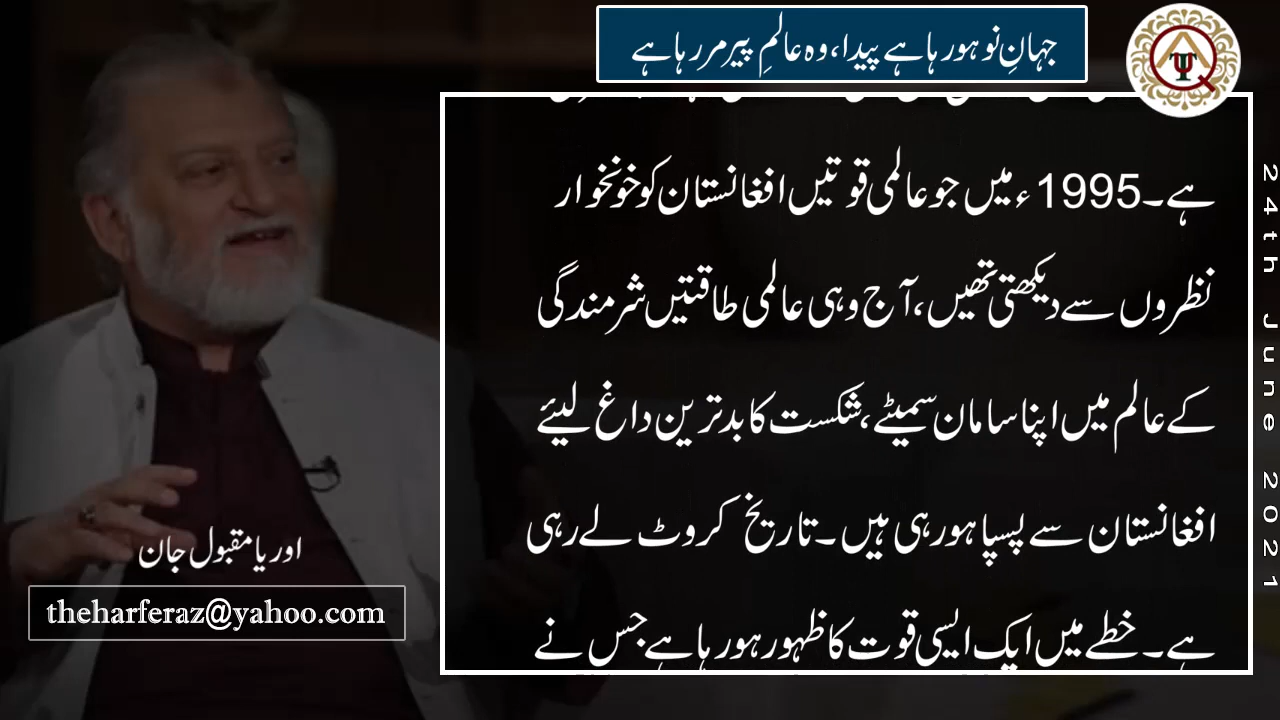 جہانِ نو ہو رہا ہے پیدا، وہ عالمِ پیر مر رہا ہے
ہے۔ 1995ء میں جو عالمی قوتیں افغانستان کو خونخوار
نظروں سے دیکھتی تھیں، آج وہی عالمی طاقتیں شرمندگی
کے عالم میں اپنا سامان سمیٹے، شکست کا بدترین داغ لیئے
افغانستان سے پسپا ہو رہی ہیں۔ تاریخ کروٹ لے رہی
ہے۔ خطے میں ایک ایسی قوت کا ظہور ہو رہا ہے جس نے
اوریا مقبول جان
theharferaz@yahoo.com
24th June 2021